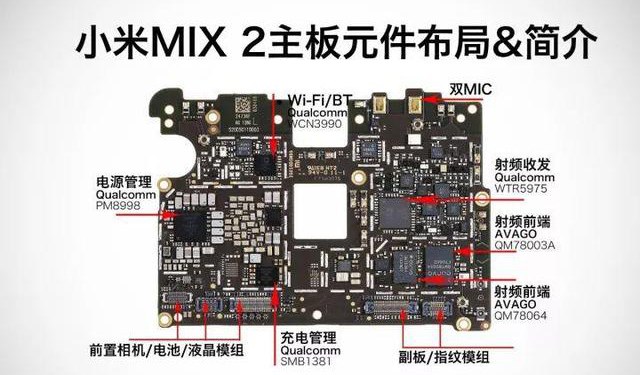 小米MIX 2主板元件布局&简介
Wi-Fi/BT
Qualcomm
WCN3990
双MIC
电源管理
Qualcomm
PM8998
射频收发
Qualcomm
WTR5975
射频前端
AVAGO
QM78003A
射频前端
AVAGO
QM78064
前置相机/电池/液晶模组
充电管理
Qualcomm
SMB1381
副板/指纹模组
94V-0